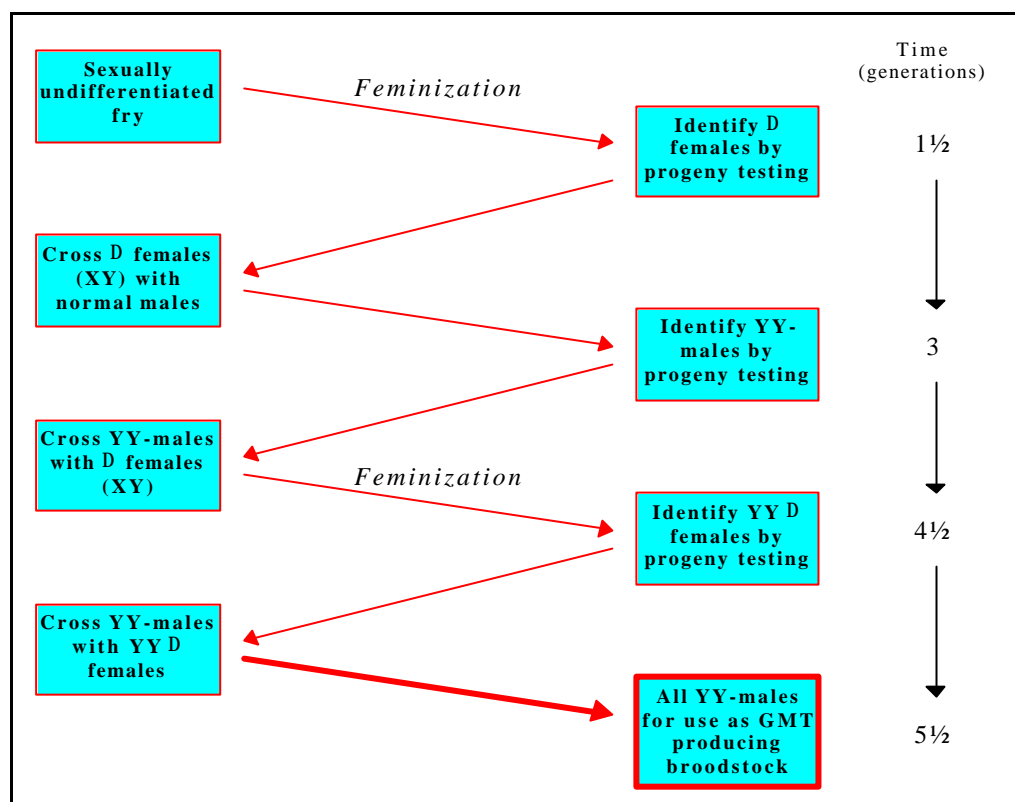 Time
(generations)
Sexually
undifferentiated
fry
Feminization
Identify D
females by
progeny testing
1½
Cross D females
(XY) with
normal males
Identify YY-
males by
progeny testing
3
Cross YY-males
with D females
(XY)
Feminization
Identify YY D
females by
progeny testing
4½
Cross YY-males
with YY D
females
All YY-males
for use as GMT
producing
broodstock
5½